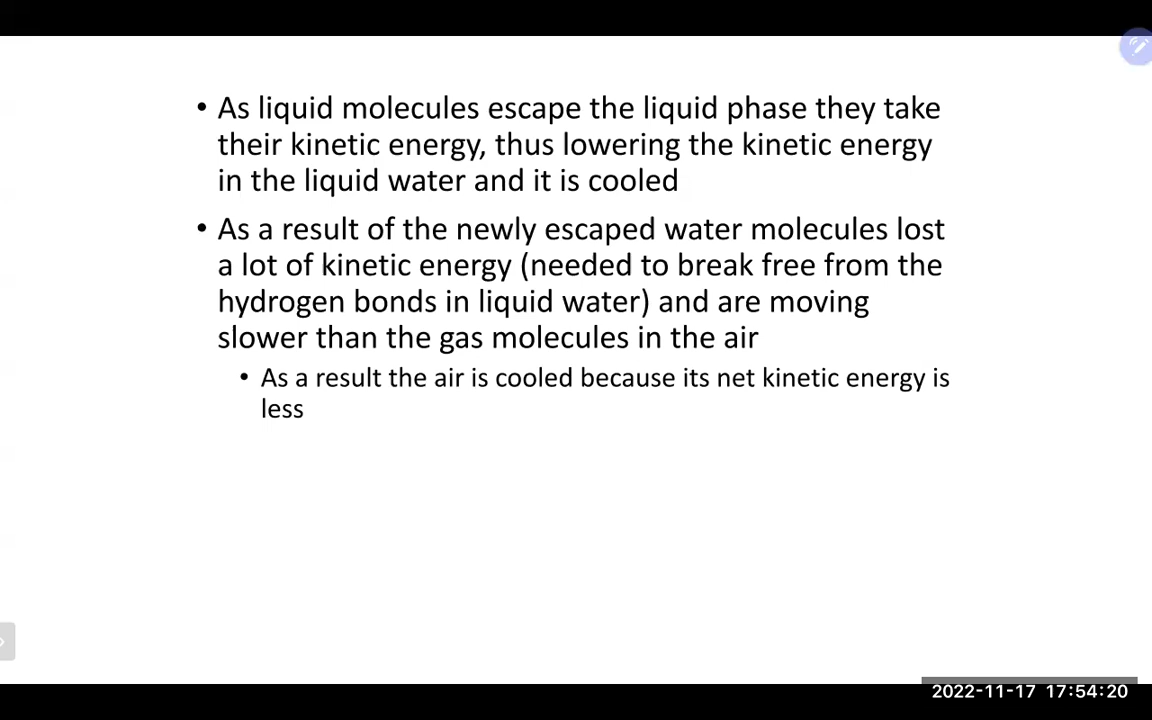 • As liquid molecules escape the liquid phase they take
their kinetic energy, thus lowering the kinetic energy
in the liquid water and it is cooled
• As a result of the newly escaped water molecules lost
a lot of kinetic energy (needed to break free from the
hydrogen bonds in liquid water) and are moving
slower than the gas molecules in the air
• As a result the air is cooled because its net kinetic energy is
less
2022-11-17 17:54:20